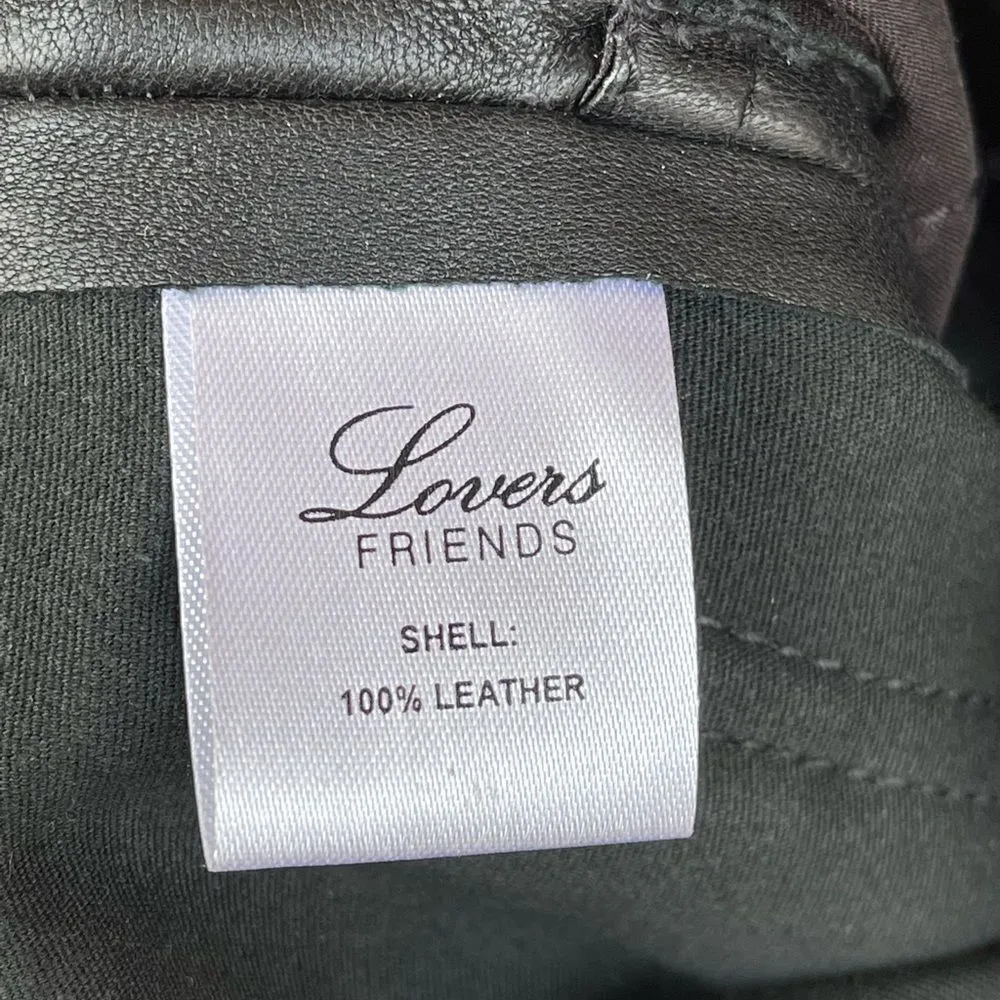 Lovers
FRIENDS
SHELL:
100% LEATHER